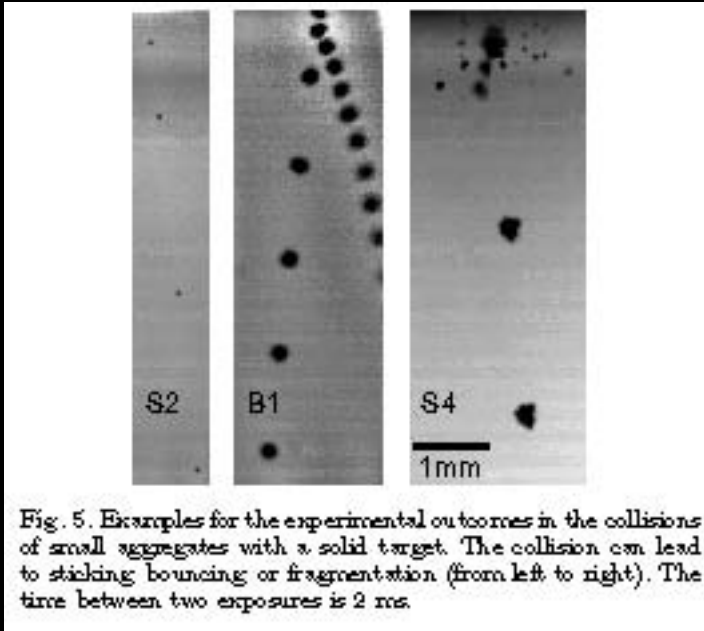 S2 B1 S4
1mm
Fig. 5. Examples for the experimental outcomes in the collisions
of small aggregates with a solid target. The collision can lead
to sticking, bouncing or fragmentation (from left to right). The
time between two exposures is 2 ms.